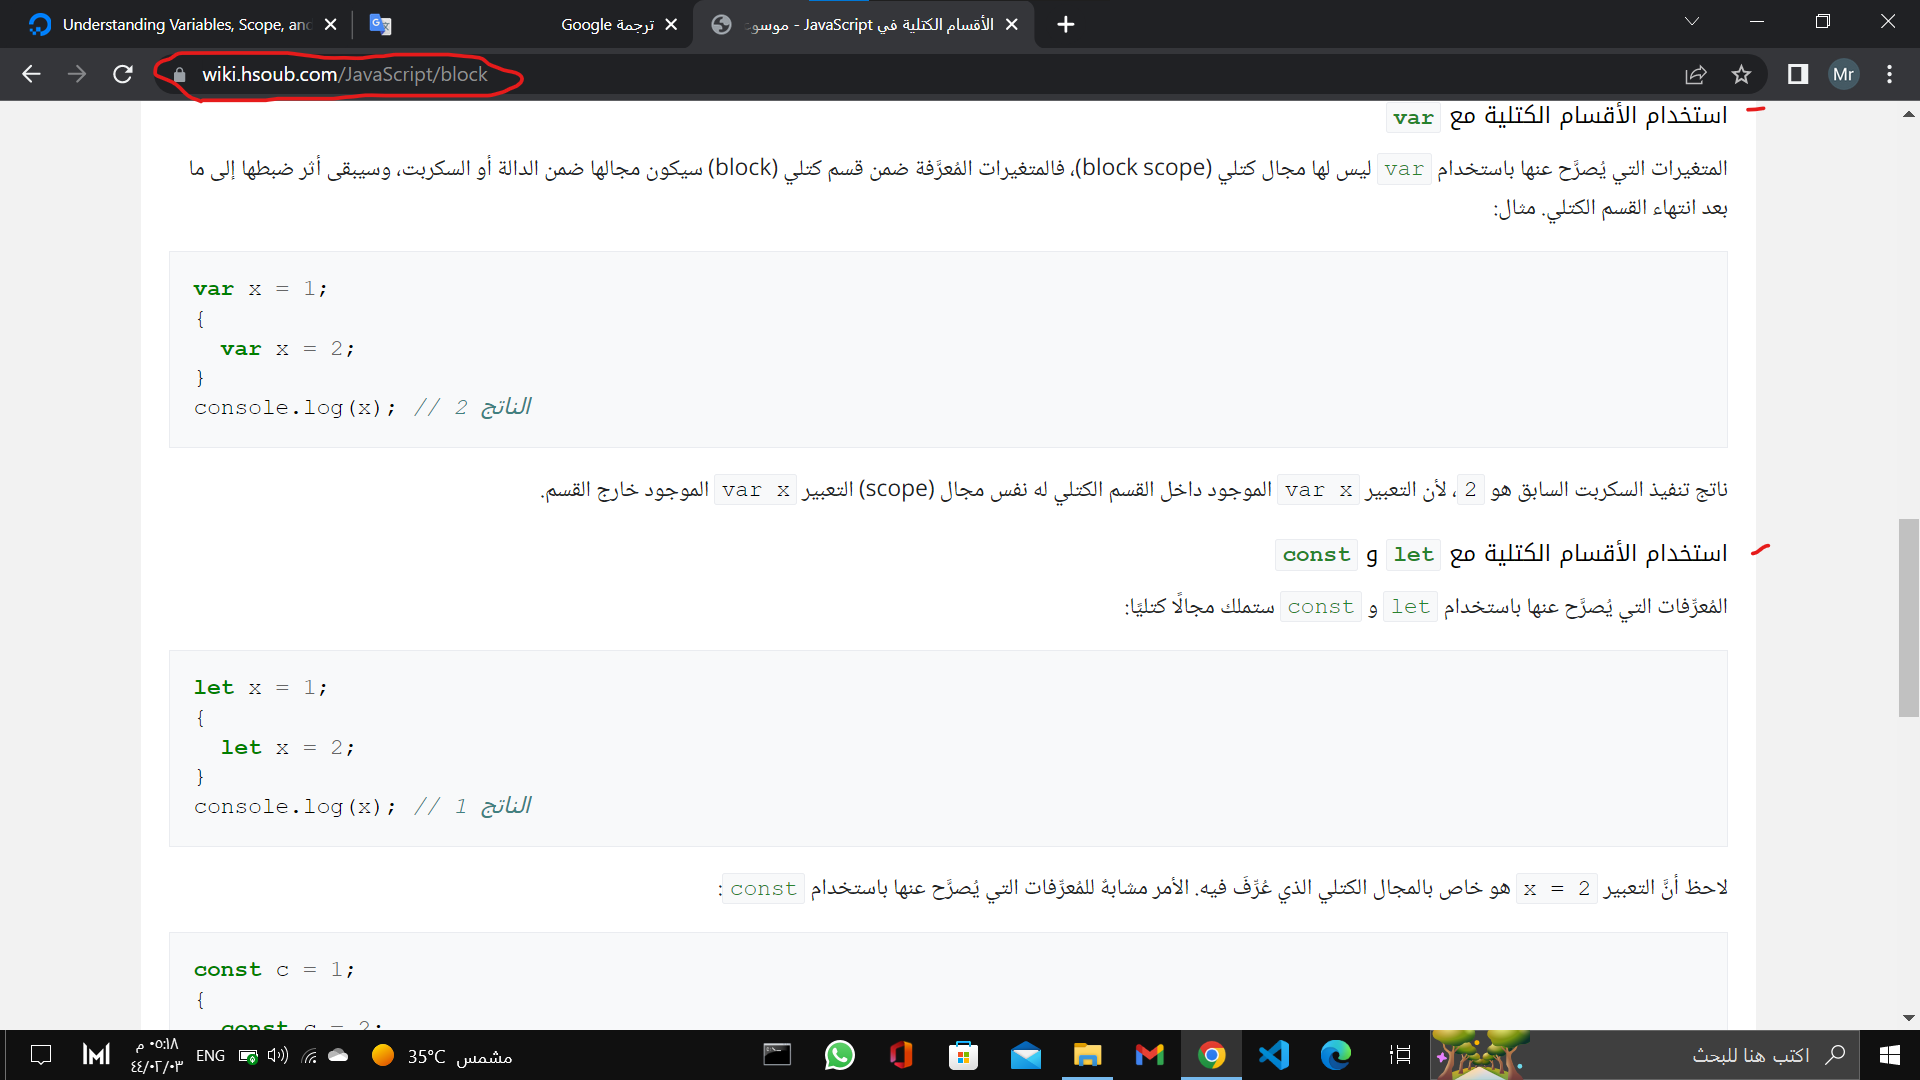 Understanding Variables, Scope, and
ترجمة Google
الأقسام الكتلية في JavaScript - موسوع
wiki.hsoub.com/JavaScript/block
Mr
استخدام الأقسام الكتلية مع var
المتغيرات التي يُصرَّح عنها باستخدام var ليس لها مجال كتلي (block scope)، فالمتغيرات المُعرَّفة ضمن قسم كتلي (block) سيكون مجالها ضمن الدالة أو السكربت، وسيبقى أثر ضبطها إلى ما
بعد انتهاء القسم الكتلي. مثال:
var x = 1;
{
var x = 2;
}
console.log(x); // 2 الناتج
ناتج تنفيذ السكربت السابق هو 2، لأن التعبير var x الموجود داخل القسم الكتلي له نفس مجال (scope) التعبير var x الموجود خارج القسم.
استخدام الأقسام الكتلية مع let و const
المُعرِّفات التي يُصرَّح عنها باستخدام let و const ستملك مجالًا كتليًا:
let x = 1;
{
let x = 2;
}
console.log(x); // 1 الناتج
لاحظ أنَّ التعبير x = 2 هو خاص بالمجال الكتلي الذي عُرِّفَ فيه. الأمر مشابهٌ للمُعرِّفات التي يُصرَّح عنها باستخدام const:
const c = 1;
{
const c = 2;
٠٥:١٨ م
٤٤/٠٢/٠٣
ENG
35°C مشمس
اكتب هنا للبحث